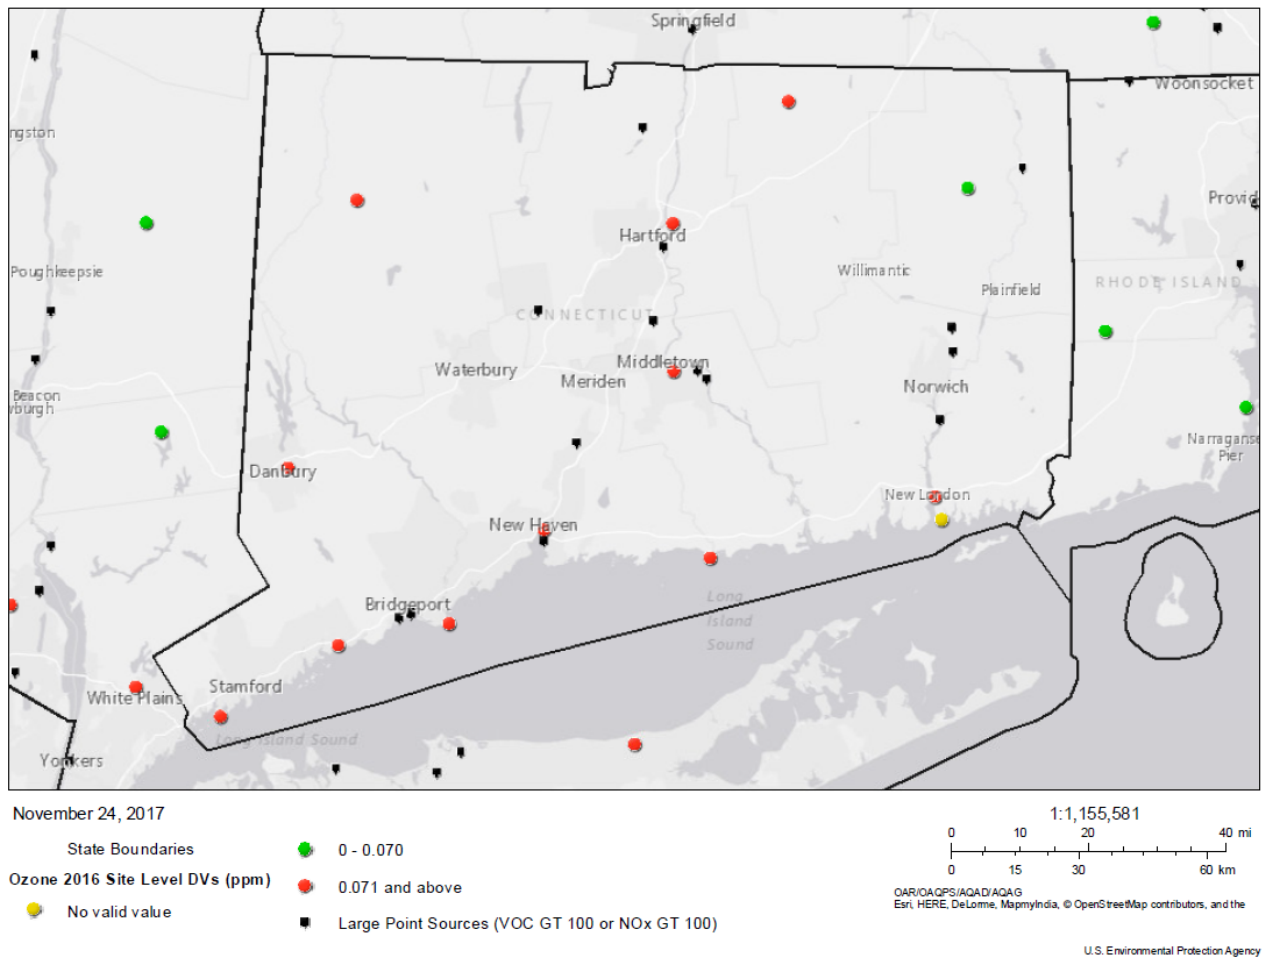 Springfield
Woonsocket
ngston
Provid
Hartford
Poughkeepsie
Willimantic
Plainfield
RHODE ISLAND
CONNECTICUT
Middletown
Waterbury
Meriden
Norwich
Beacon
wburgh
Narraganse
Pier
Danbury
New London
New Haven
Long
Island
Sound
Bridgeport
Stamford
White Plains
Long Island Sound
Yonkers
November 24, 2017
1:1,155,581
State Boundaries
Ozone 2016 Site Level DVs (ppm)
No valid value
0 - 0.070
0.071 and above
Large Point Sources (VOC GT 100 or NOx GT 100)
0 10 20 40 mi
0 15 30 60 km
OAR/OAQPS/AQAD/AQAG
Esri, HERE, DeLorme, MapmyIndia, © OpenStreetMap contributors, and the
U.S. Environmental Protection Agency